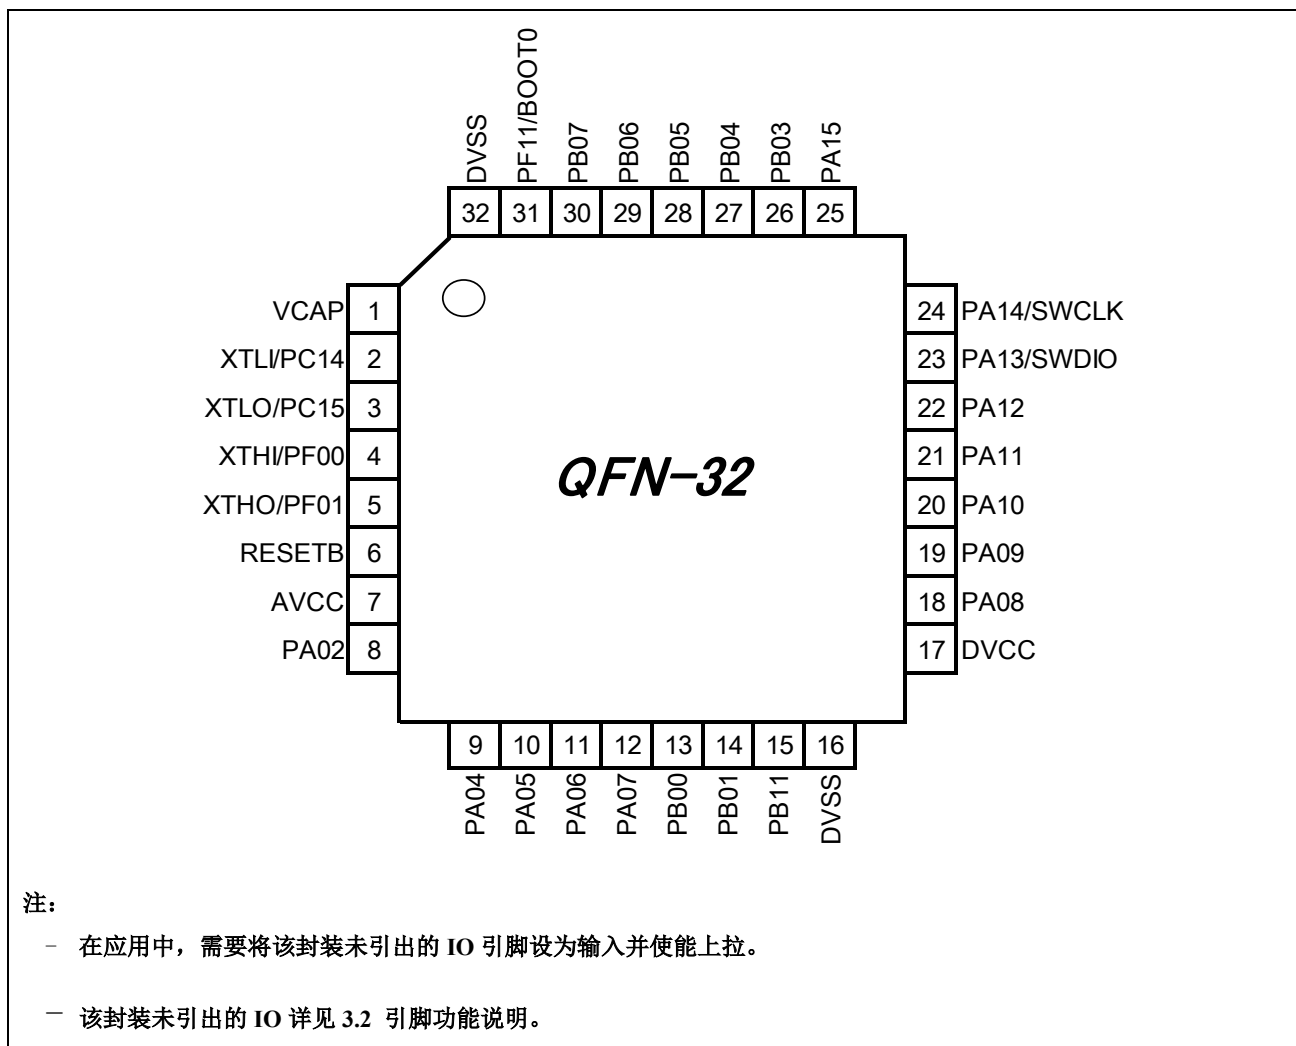 DVSS
PF11/BOOT0
PB07
PB06
PB05
PB04
PB03
PA15
32 31 30 29 28 27 26 25
VCAP 1
XTLI/PC14 2
XTLO/PC15 3
XTHI/PF00 4
XTHO/PF01 5
RESETB 6
AVCC 7
PA02 8
QFN-32
24 PA14/SWCLK
23 PA13/SWDIO
22 PA12
21 PA11
20 PA10
19 PA09
18 PA08
17 DVCC
9 10 11 12 13 14 15 16
PA04
PA05
PA06
PA07
PB00
PB01
PB11
DVSS
注：
- 在应用中，需要将该封装未引出的 IO 引脚设为输入并使能上拉。
— 该封装未引出的 IO 详见 3.2 引脚功能说明。